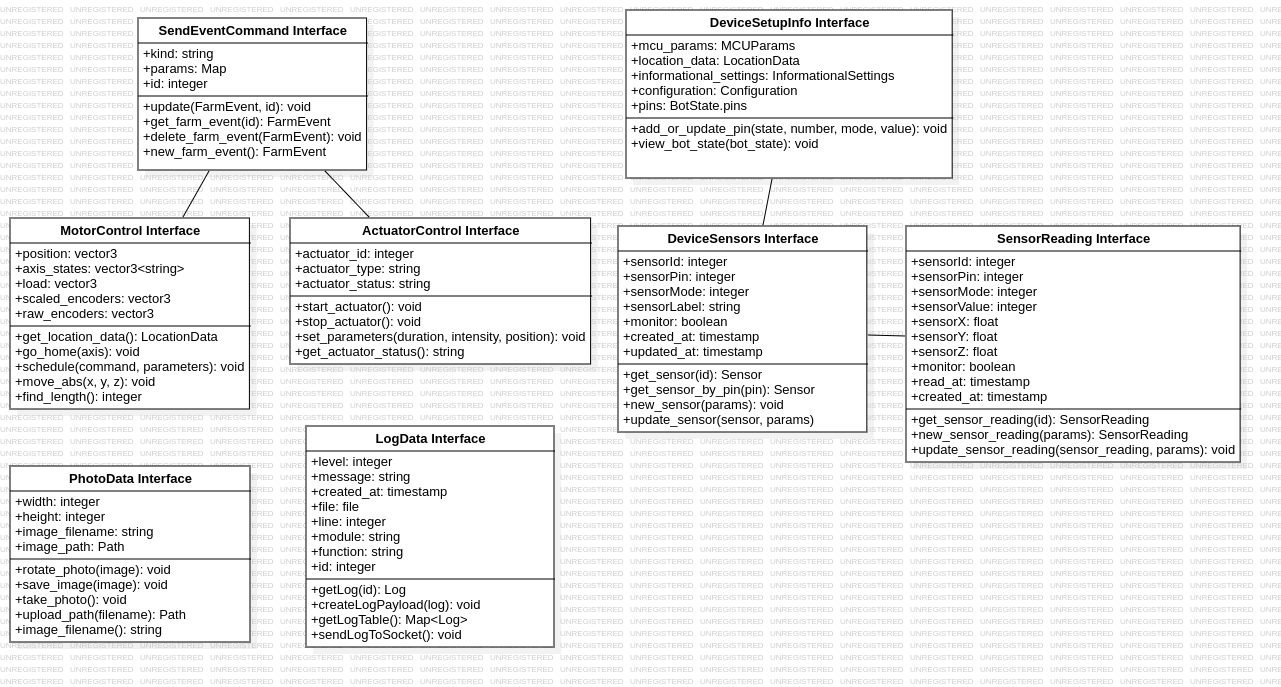 SendEventCommand Interface
+kind: string
+params: Map
+id: integer
+update(FarmEvent, id): void
+get_farm_event(id): FarmEvent
+delete_farm_event(FarmEvent): void
+new_farm_event(): FarmEvent
DeviceSetupInfo Interface
+mcu_params: MCUParams
+location_data: LocationData
+informational_settings: InformationalSettings
+configuration: Configuration
+pins: BotState.pins
+add_or_update_pin(state, number, mode, value): void
+view_bot_state(bot_state): void
MotorControl Interface
+position: vector3
+axis_states: vector3<string>
+load: vector3
+scaled_encoders: vector3
+raw_encoders: vector3
+get_location_data(): LocationData
+go_home(axis): void
+schedule(command, parameters): void
+move_abs(x, y, z): void
+find_length(): integer
ActuatorControl Interface
+actuator_id: integer
+actuator_type: string
+actuator_status: string
+start_actuator(): void
+stop_actuator(): void
+set_parameters(duration, intensity, position): void
+get_actuator_status(): string
DeviceSensors Interface
+sensorId: integer
+sensorPin: integer
+sensorMode: integer
+sensorLabel: string
+monitor: boolean
+created_at: timestamp
+updated_at: timestamp
+get_sensor(id): Sensor
+get_sensor_by_pin(pin): Sensor
+new_sensor(params): void
+update_sensor(sensor, params)
SensorReading Interface
+sensorId: integer
+sensorPin: integer
+sensorMode: integer
+sensorValue: integer
+sensorX: float
+sensorY: float
+sensorZ: float
+monitor: boolean
+read_at: timestamp
+created_at: timestamp
+get_sensor_reading(id): SensorReading
+new_sensor_reading(params): SensorReading
+update_sensor_reading(sensor_reading, params): void
PhotoData Interface
+width: integer
+height: integer
+image_filename: string
+image_path: Path
+rotate_photo(image): void
+save_image(image): void
+take_photo(): void
+upload_path(filename): Path
+image_filename(): string
LogData Interface
+level: integer
+message: string
+created_at: timestamp
+file: file
+line: integer
+module: string
+function: string
+id: integer
+getLog(id): Log
+createLogPayload(log): void
+getLogTable(): Map<Log>
+sendLogToSocket(): void
UNREGISTERED